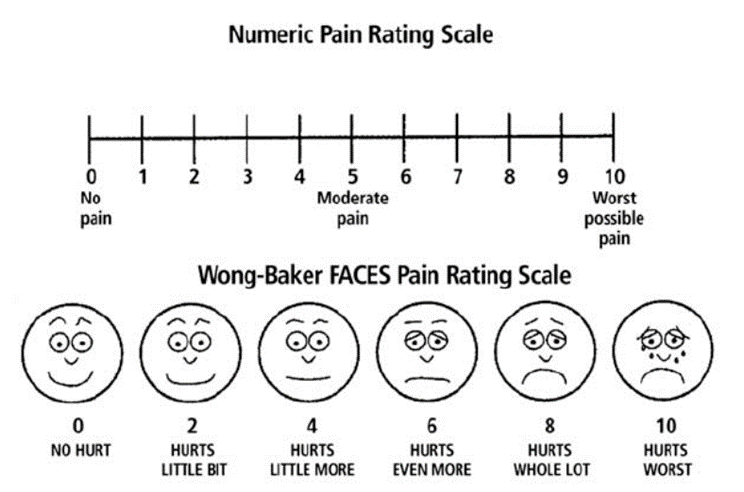 Numeric Pain Rating Scale
0 1 2 3 4 5 6 7 8 9 10
No Moderate Worst
pain pain possible
pain
Wong-Baker FACES Pain Rating Scale
0 2 4 6 8 10
NO HURT HURTS HURTS HURTS HURTS HURTS
LITTLE BIT LITTLE MORE EVEN MORE WHOLE LOT WORST